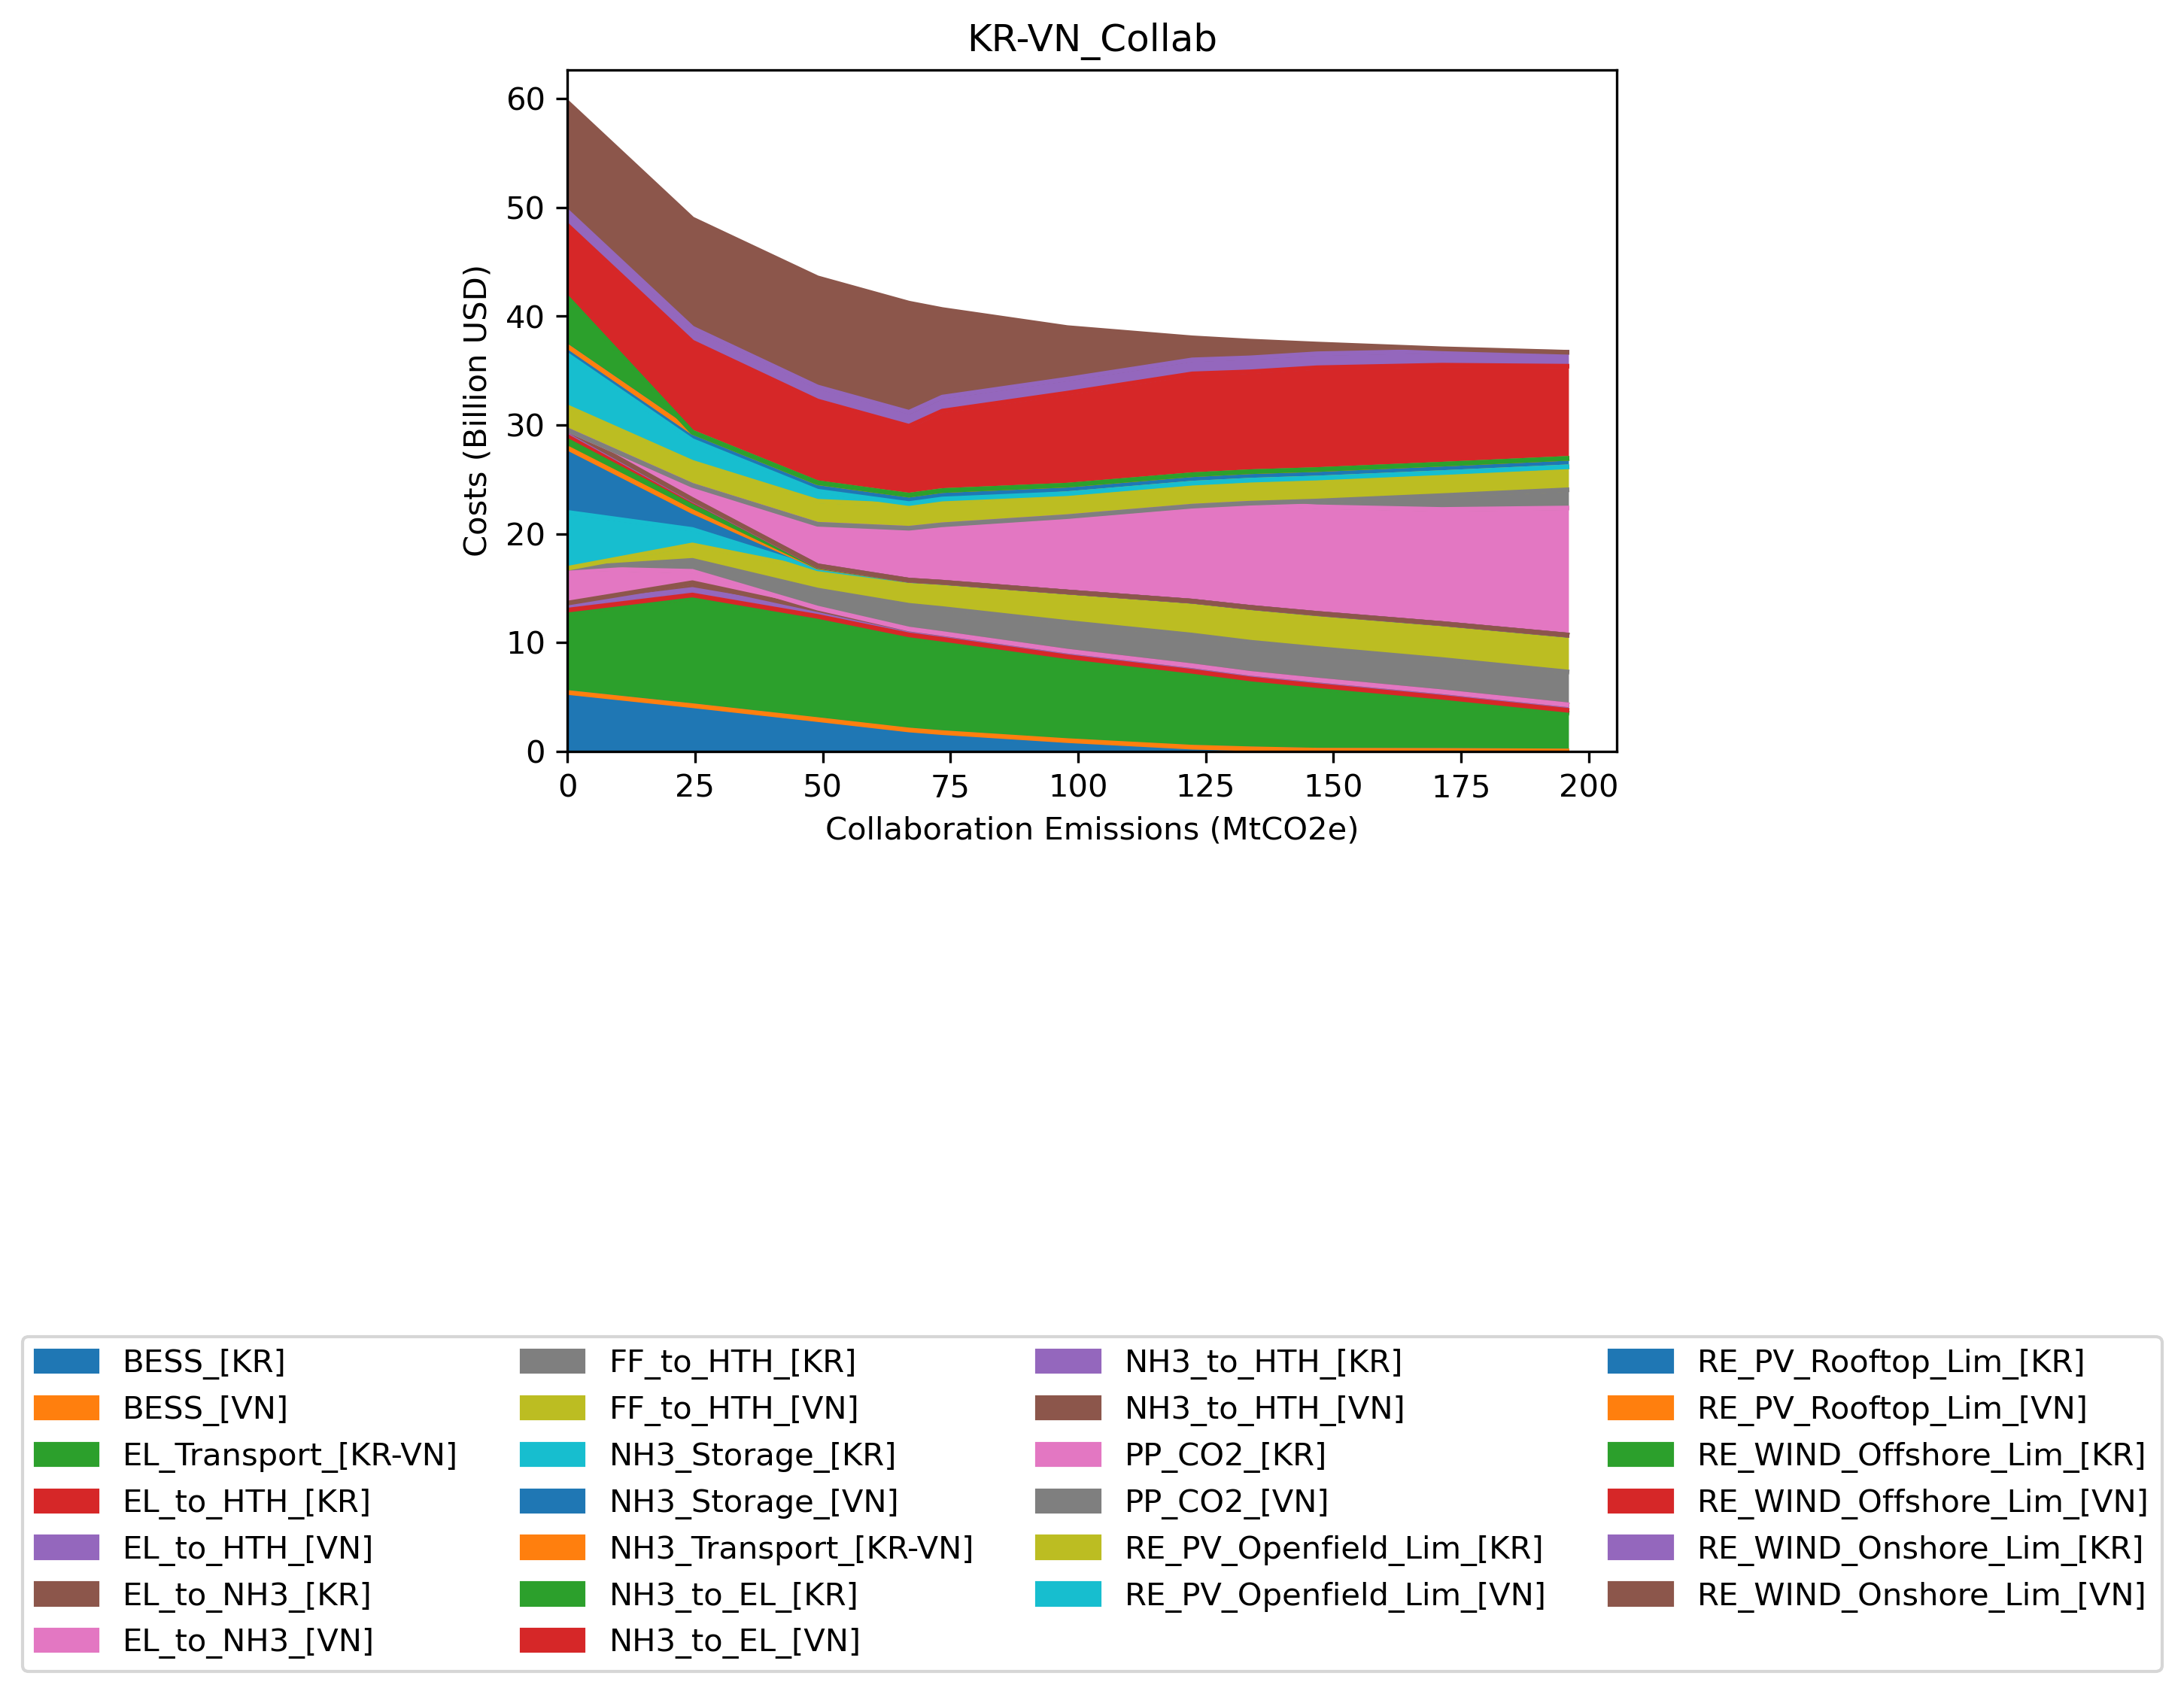 KR-VN_Collab
60
50
40
30
20
10
0
Costs (Billion USD)
0 25 50 75 100 125 150 175 200
Collaboration Emissions (MtCO2e)
BESS_[KR]
BESS_[VN]
EL_Transport_[KR-VN]
EL_to_HTH_[KR]
EL_to_HTH_[VN]
EL_to_NH3_[KR]
EL_to_NH3_[VN]
FF_to_HTH_[KR]
FF_to_HTH_[VN]
NH3_Storage_[KR]
NH3_Storage_[VN]
NH3_Transport_[KR-VN]
NH3_to_EL_[KR]
NH3_to_EL_[VN]
NH3_to_HTH_[KR]
NH3_to_HTH_[VN]
PP_CO2_[KR]
PP_CO2_[VN]
RE_PV_Openfield_Lim_[KR]
RE_PV_Openfield_Lim_[VN]
RE_PV_Rooftop_Lim_[KR]
RE_PV_Rooftop_Lim_[VN]
RE_WIND_Offshore_Lim_[KR]
RE_WIND_Offshore_Lim_[VN]
RE_WIND_Onshore_Lim_[KR]
RE_WIND_Onshore_Lim_[VN]